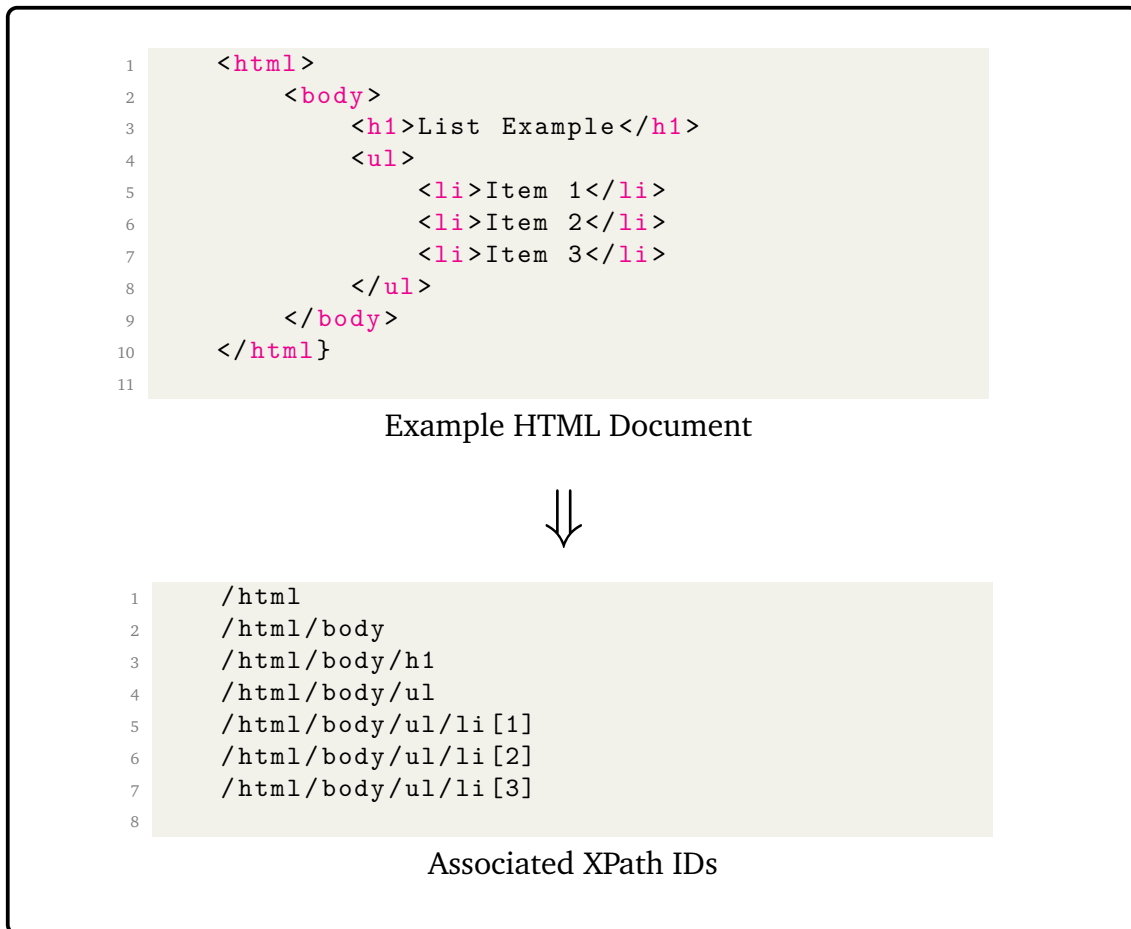 1 <html>
2 <body>
3 <h1>List Example</h1>
4 <ul>
5 <li>Item 1</li>
6 <li>Item 2</li>
7 <li>Item 3</li>
8 </ul>
9 </body>
10 </html}
11
Example HTML Document
⇓
1 /html
2 /html/body
3 /html/body/h1
4 /html/body/ul
5 /html/body/ul/li[1]
6 /html/body/ul/li[2]
7 /html/body/ul/li[3]
8
Associated XPath IDs